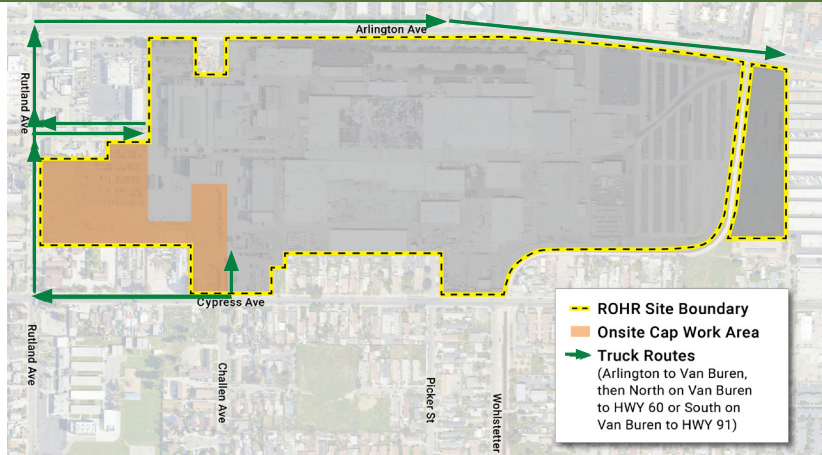 Arlington Ave
Rutland Ave
Cypress Ave
Rutland Ave
Challen Ave
Picker St
Wohlstetter
ROHR Site Boundary
Onsite Cap Work Area
Truck Routes
(Arlington to Van Buren,
then North on Van Buren
to HWY 60 or South on
Van Buren to HWY 91)